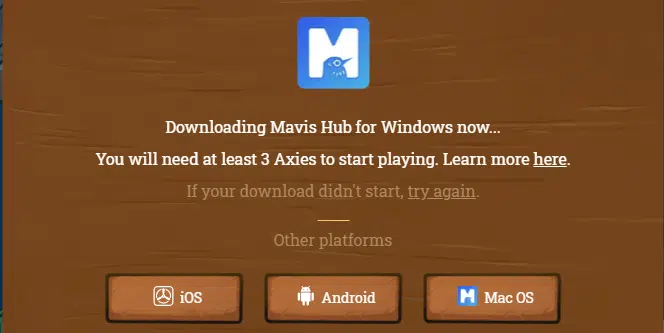 M
Downloading Mavis Hub for Windows now...
You will need at least 3 Axies to start playing. Learn more here.
If your download didn't start, try again.
Other platforms
iOS
Android
M Mac OS